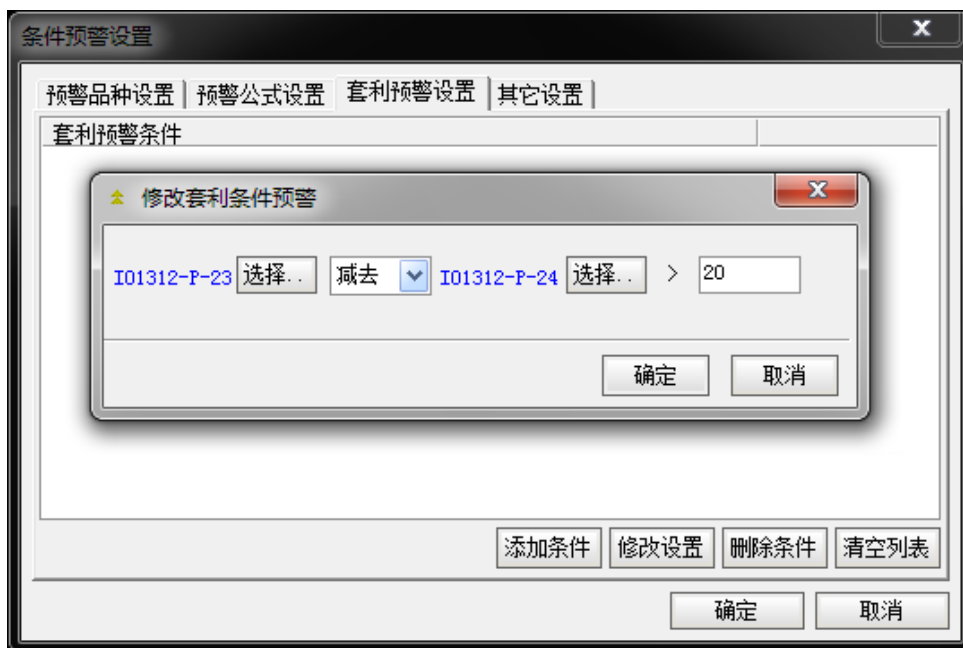 条件预警设置
预警品种设置 预警公式设置 套利预警设置 其它设置
套利预警条件
修改套利条件预警
IO1312-P-23 选择.. 减去 IO1312-P-24 选择.. > 20
确定 取消
添加条件 修改设置 删除条件 清空列表
确定 取消